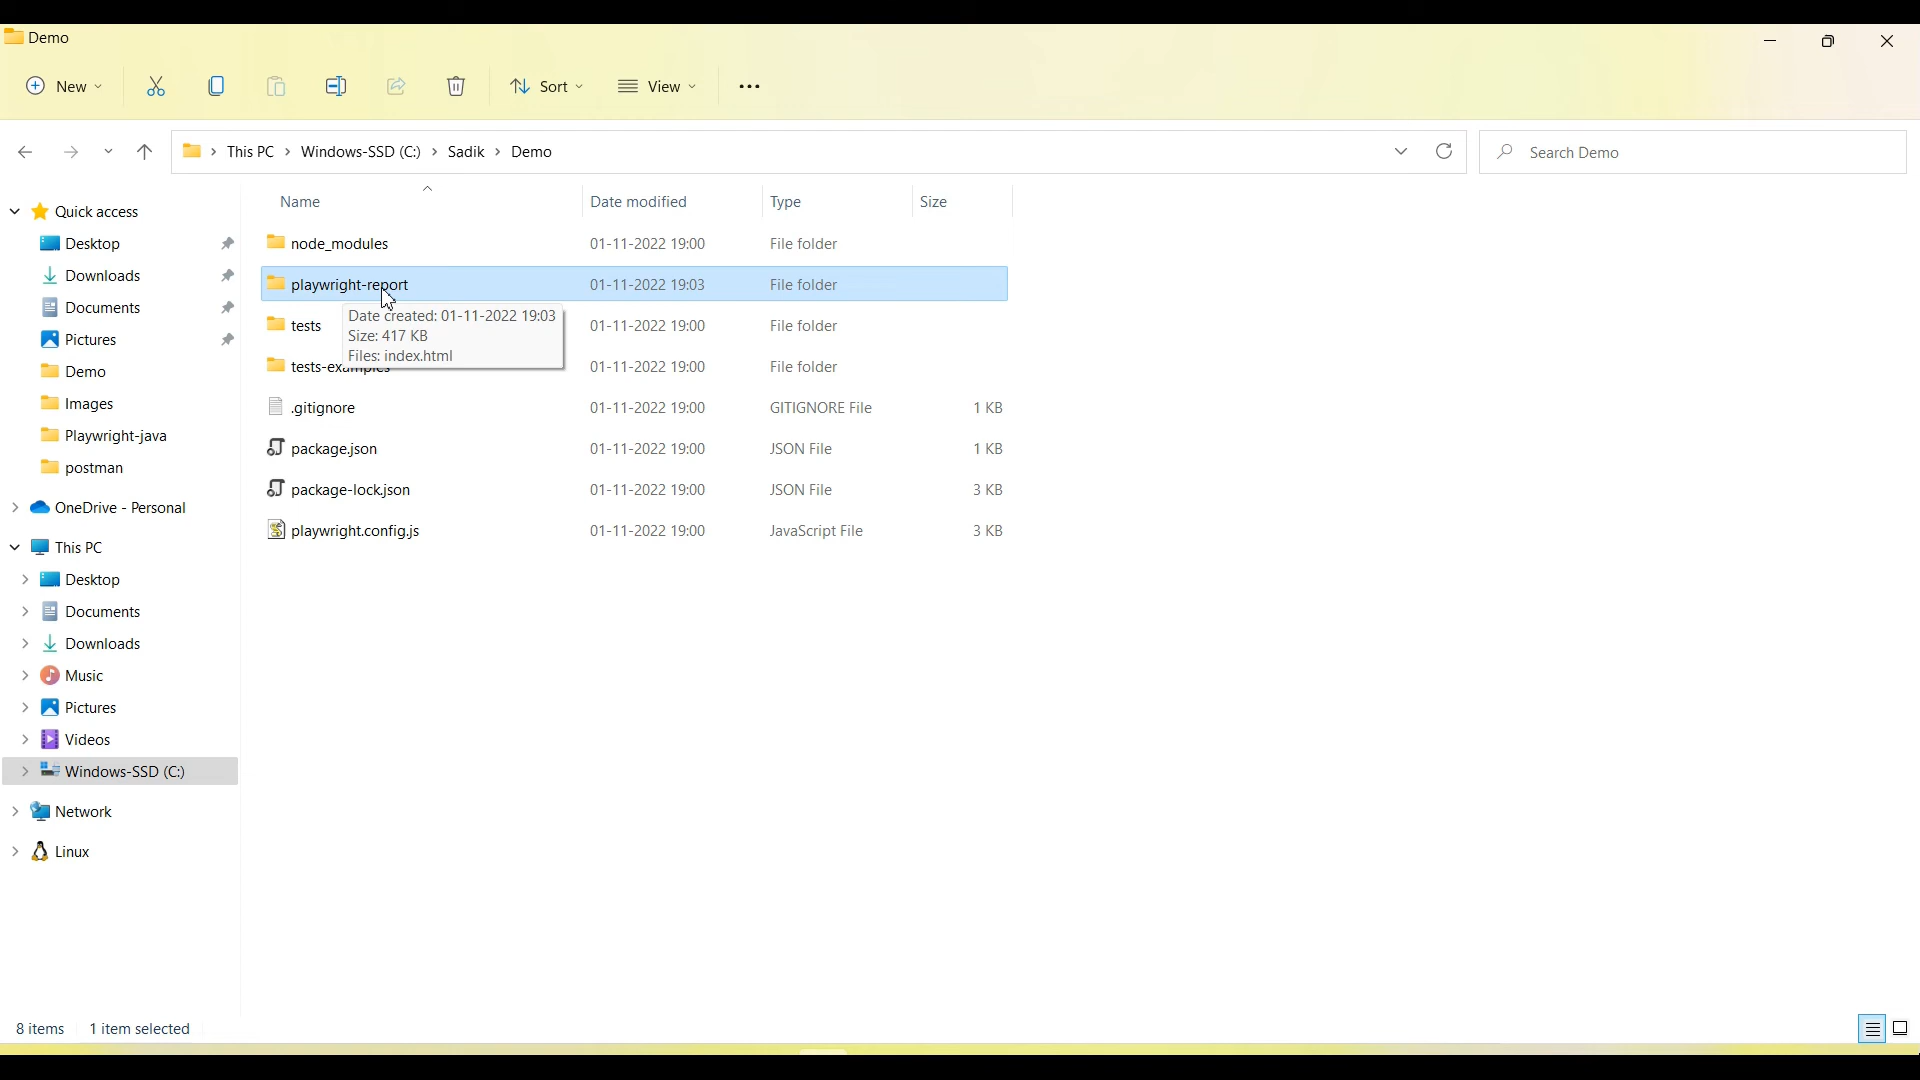 Demo
New
Sort
View
This PC > Windows-SSD (C:) > Sadik > Demo
Search Demo
Name Date modified Type Size
Quick access
Desktop
Downloads
Documents
Pictures
Demo
Images
Playwright-java
postman
OneDrive - Personal
This PC
Desktop
Documents
Downloads
Music
Pictures
Videos
Windows-SSD (C:)
Network
Linux
node_modules 01-11-2022 19:00 File folder
playwright-report 01-11-2022 19:03 File folder
Date created: 01-11-2022 19:03
Size: 417 KB
Files: index.html
tests 01-11-2022 19:00 File folder
tests-examples 01-11-2022 19:00 File folder
.gitignore 01-11-2022 19:00 GITIGNORE File 1 KB
package.json 01-11-2022 19:00 JSON File 1 KB
package-lock.json 01-11-2022 19:00 JSON File 3 KB
playwright.config.js 01-11-2022 19:00 JavaScript File 3 KB
8 items 1 item selected